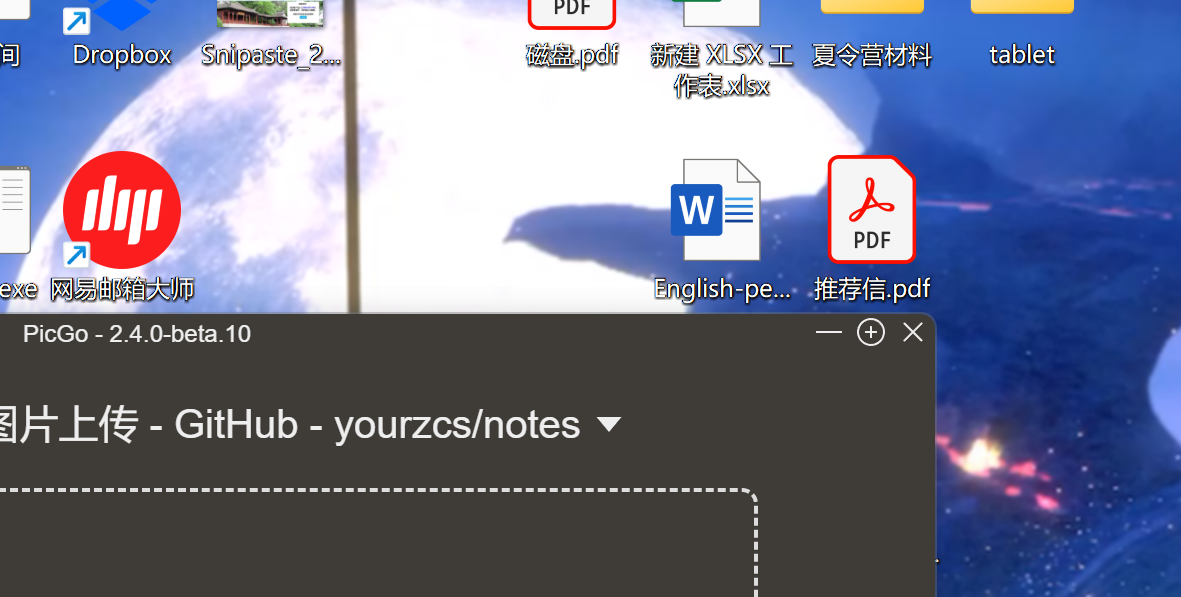 PDF
间
Dropbox
Snipaste_2...
磁盘.pdf
新建 XLSX 工
作表.xlsx
夏令营材料
tablet
W
PDF
exe
网易邮箱大师
English-pe...
推荐信.pdf
PicGo - 2.4.0-beta.10
图片上传 - GitHub - yourzcs/notes